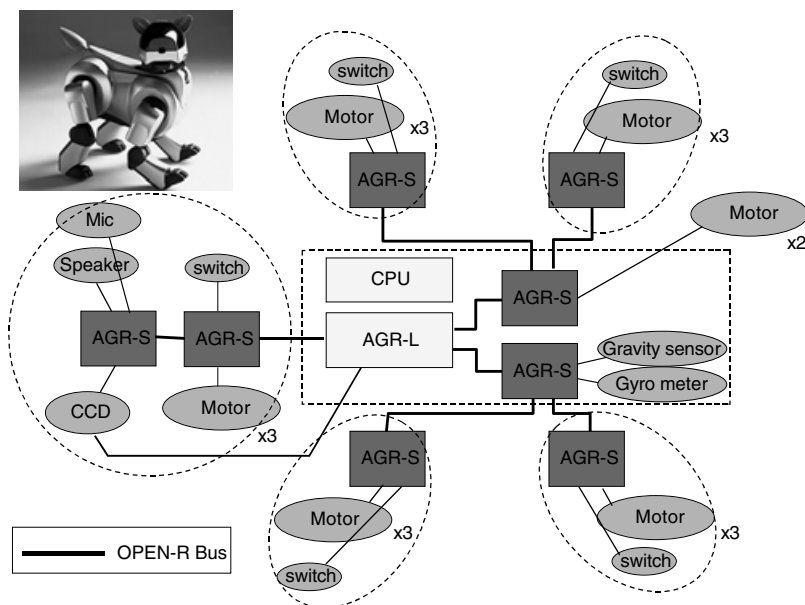 switch
Motor
x3
AGR-S
switch
Motor
x3
AGR-S
Motor
x2
Mic
Speaker
switch
AGR-S
AGR-S
CCD
Motor
x3
CPU
AGR-L
AGR-S
AGR-S
Gravity sensor
Gyro meter
AGR-S
Motor
x3
switch
AGR-S
Motor
x3
switch
OPEN-R Bus